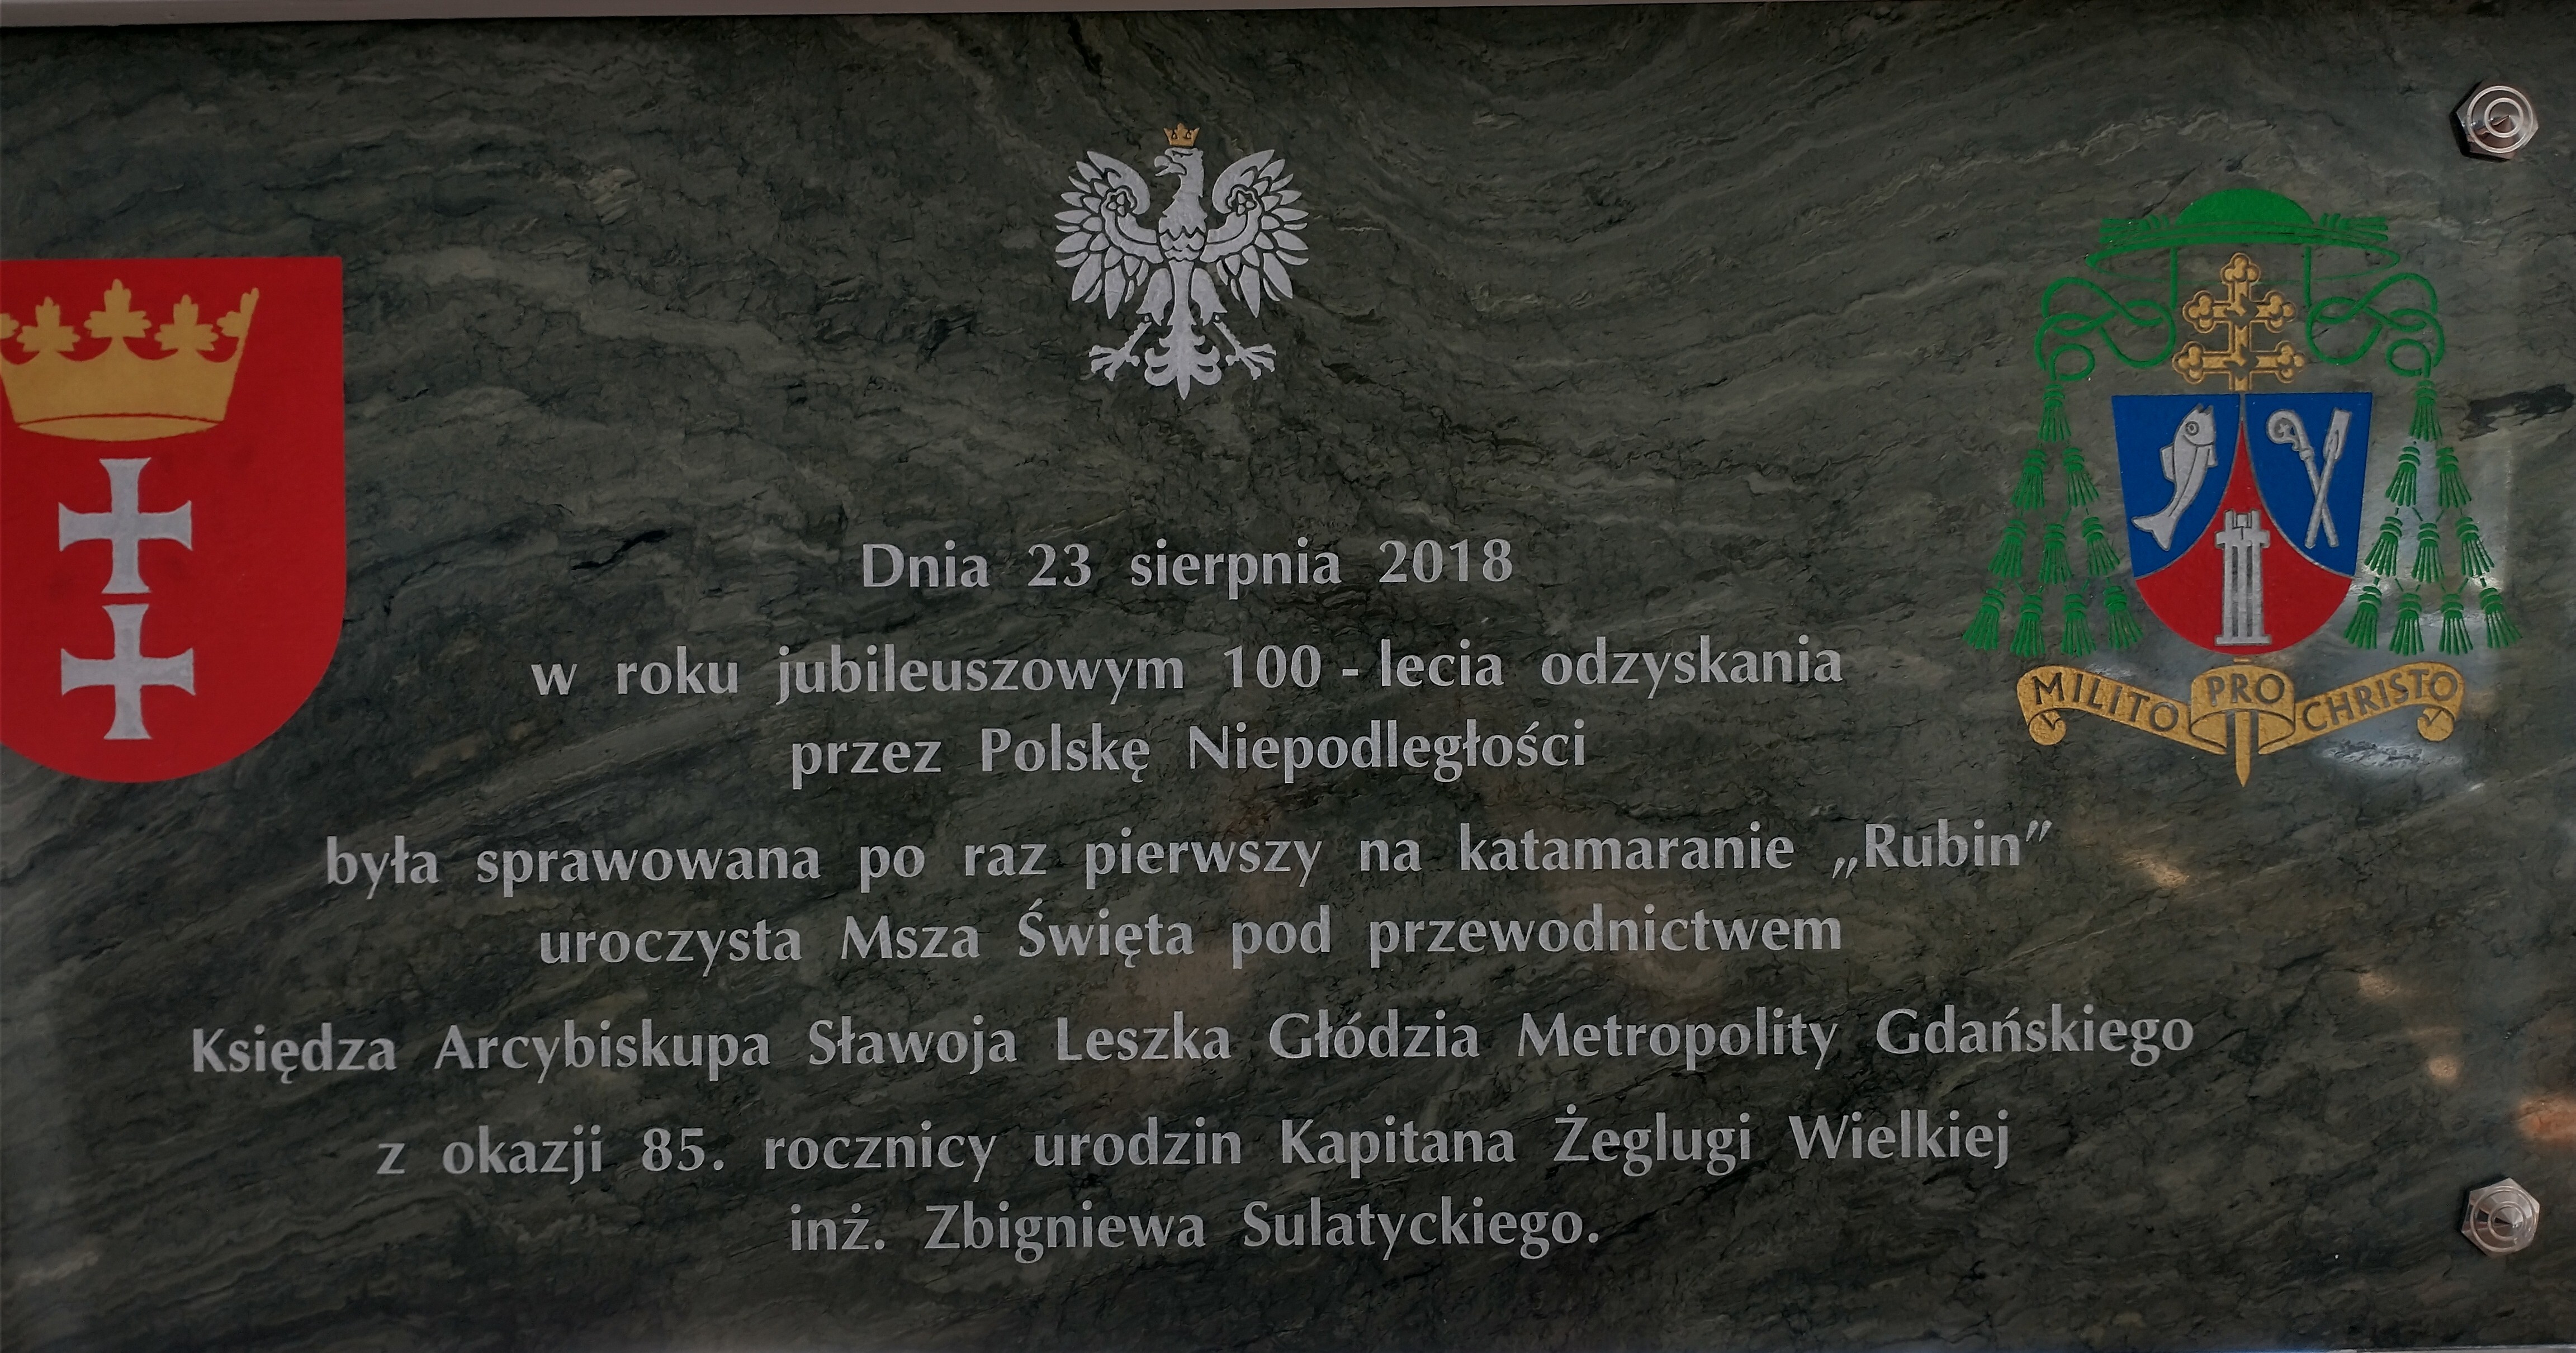 Dnia 23 sierpnia 2018
w roku jubileuszowym 100 - lecia odzyskania
przez Polskę Niepodległości
była sprawowana po raz pierwszy na katamaranie „Rubin”
uroczysta Msza Święta pod przewodnictwem
Księdza Arcybiskupa Sławoja Leszka Głódzia Metropolity Gdańskiego
z okazji 85. rocznicy urodzin Kapitana Żeglugi Wielkiej
inż. Zbigniewa Sulatyckiego.
MILITO PRO CHRISTO